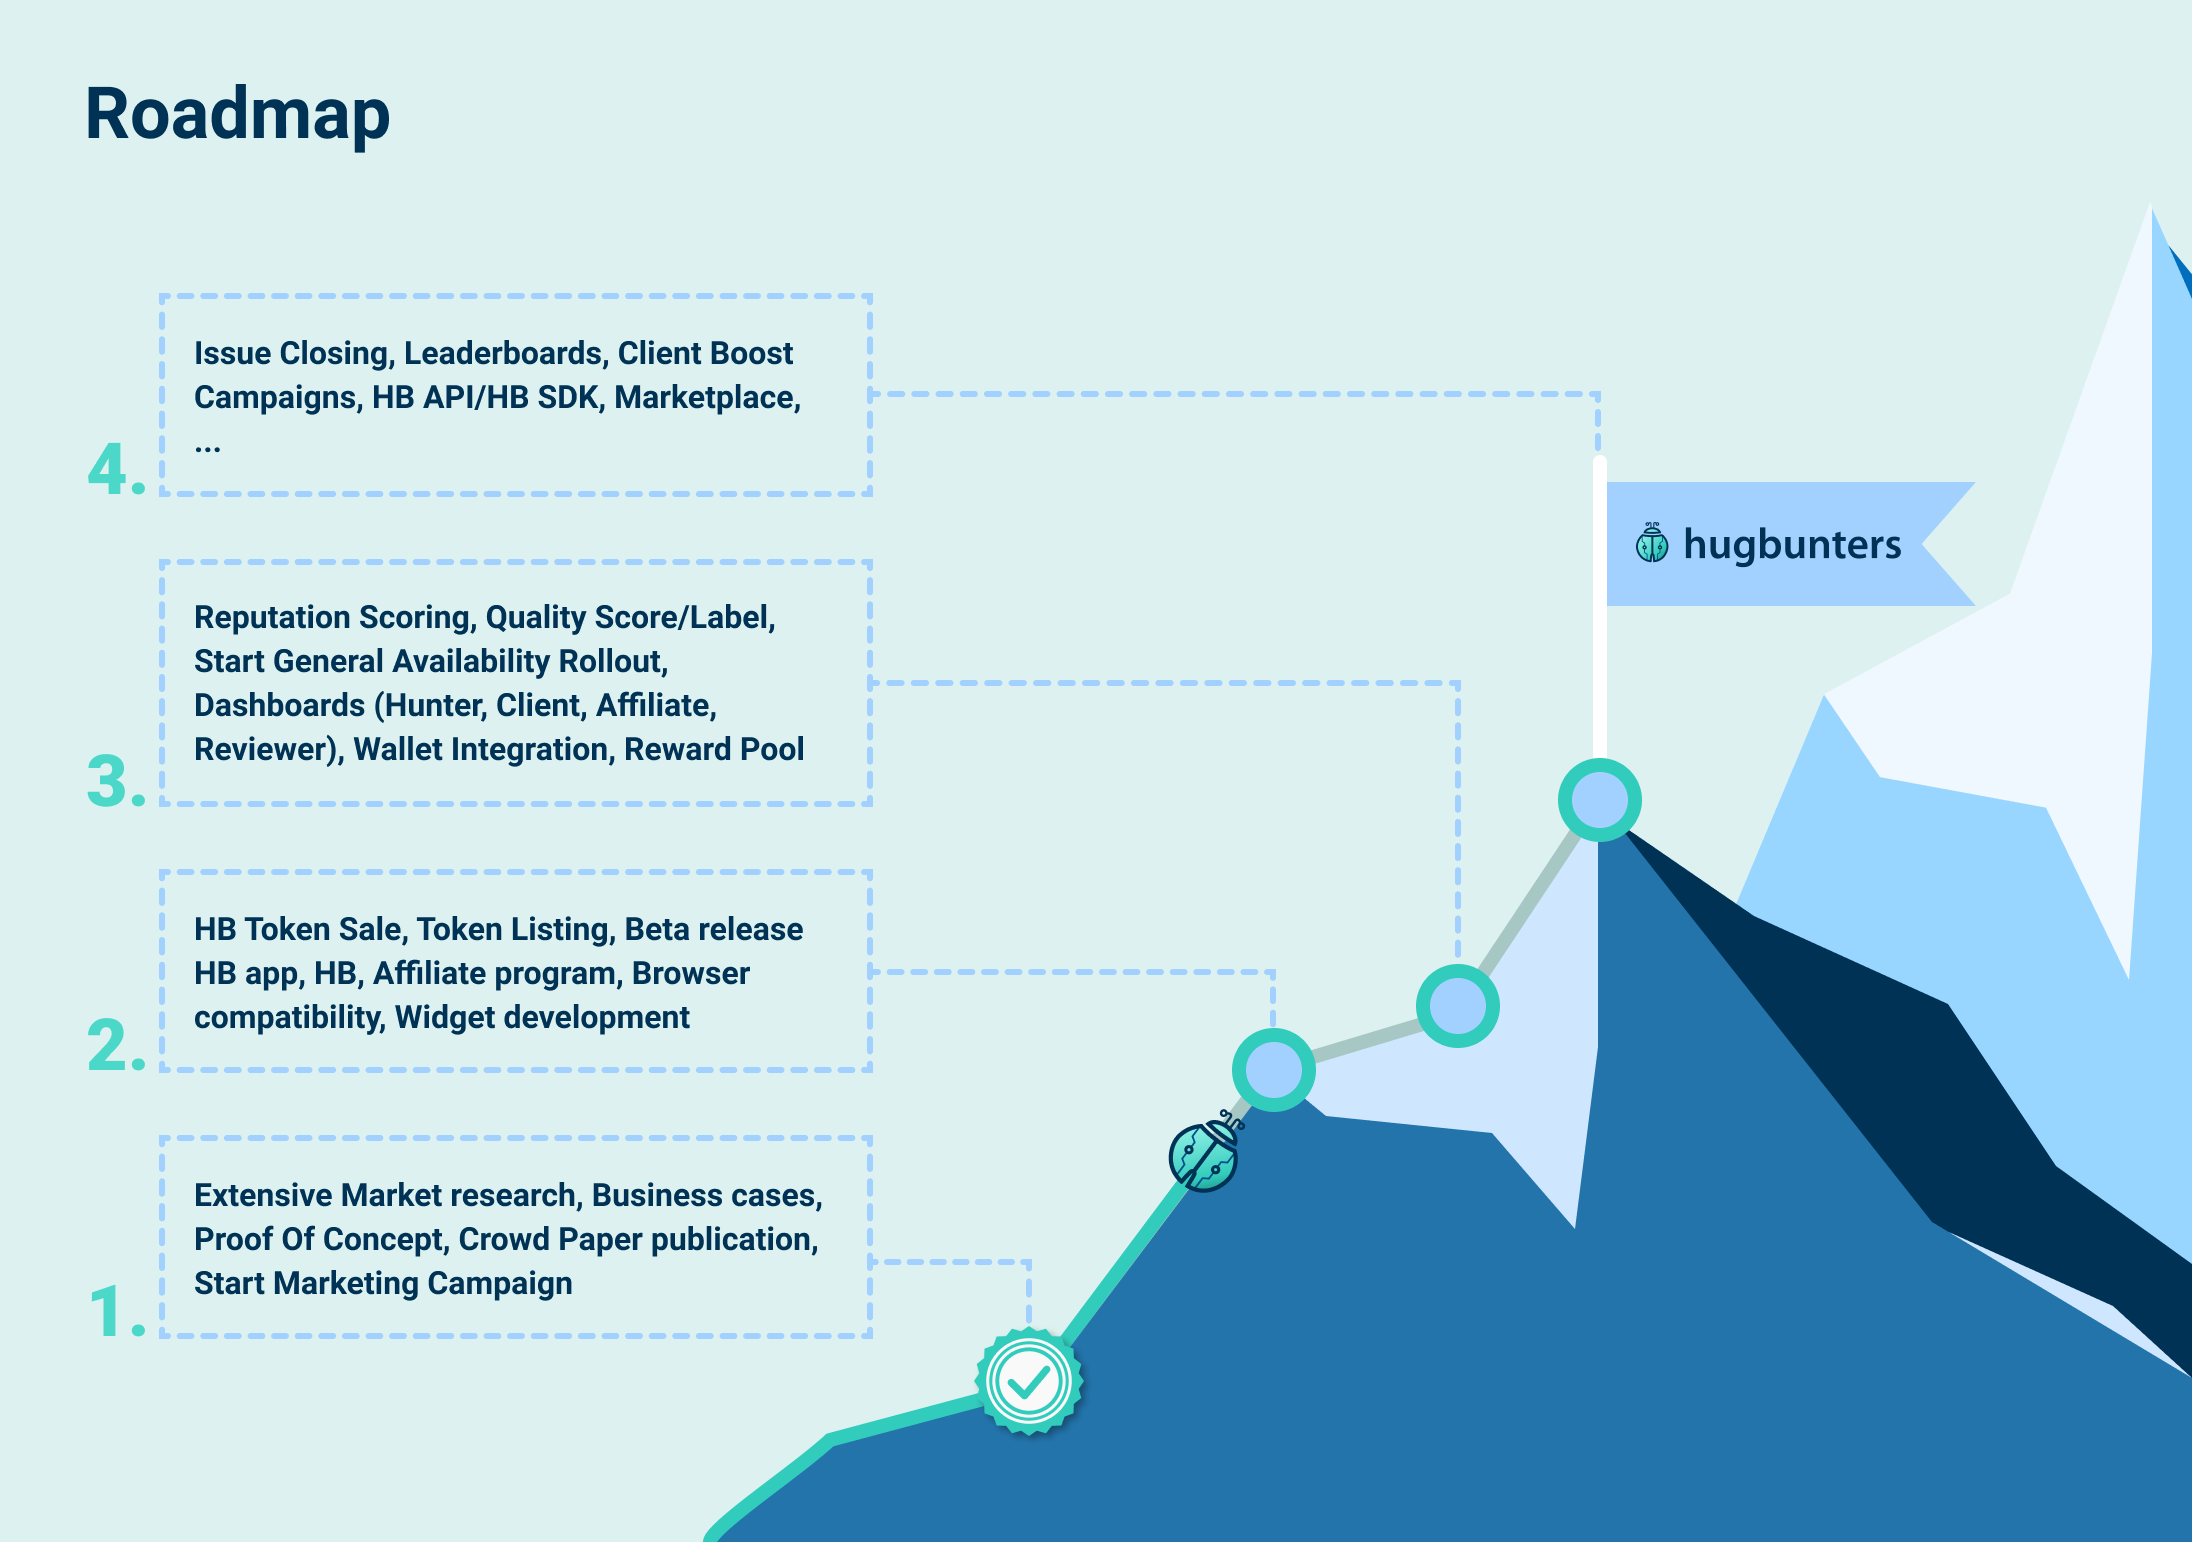 Roadmap
4.
Issue Closing, Leaderboards, Client Boost
Campaigns, HB API/HB SDK, Marketplace,
...
hugbunters
3.
Reputation Scoring, Quality Score/Label,
Start General Availability Rollout,
Dashboards (Hunter, Client, Affiliate,
Reviewer), Wallet Integration, Reward Pool
2.
HB Token Sale, Token Listing, Beta release
HB app, HB, Affiliate program, Browser
compatibility, Widget development
1.
Extensive Market research, Business cases,
Proof Of Concept, Crowd Paper publication,
Start Marketing Campaign